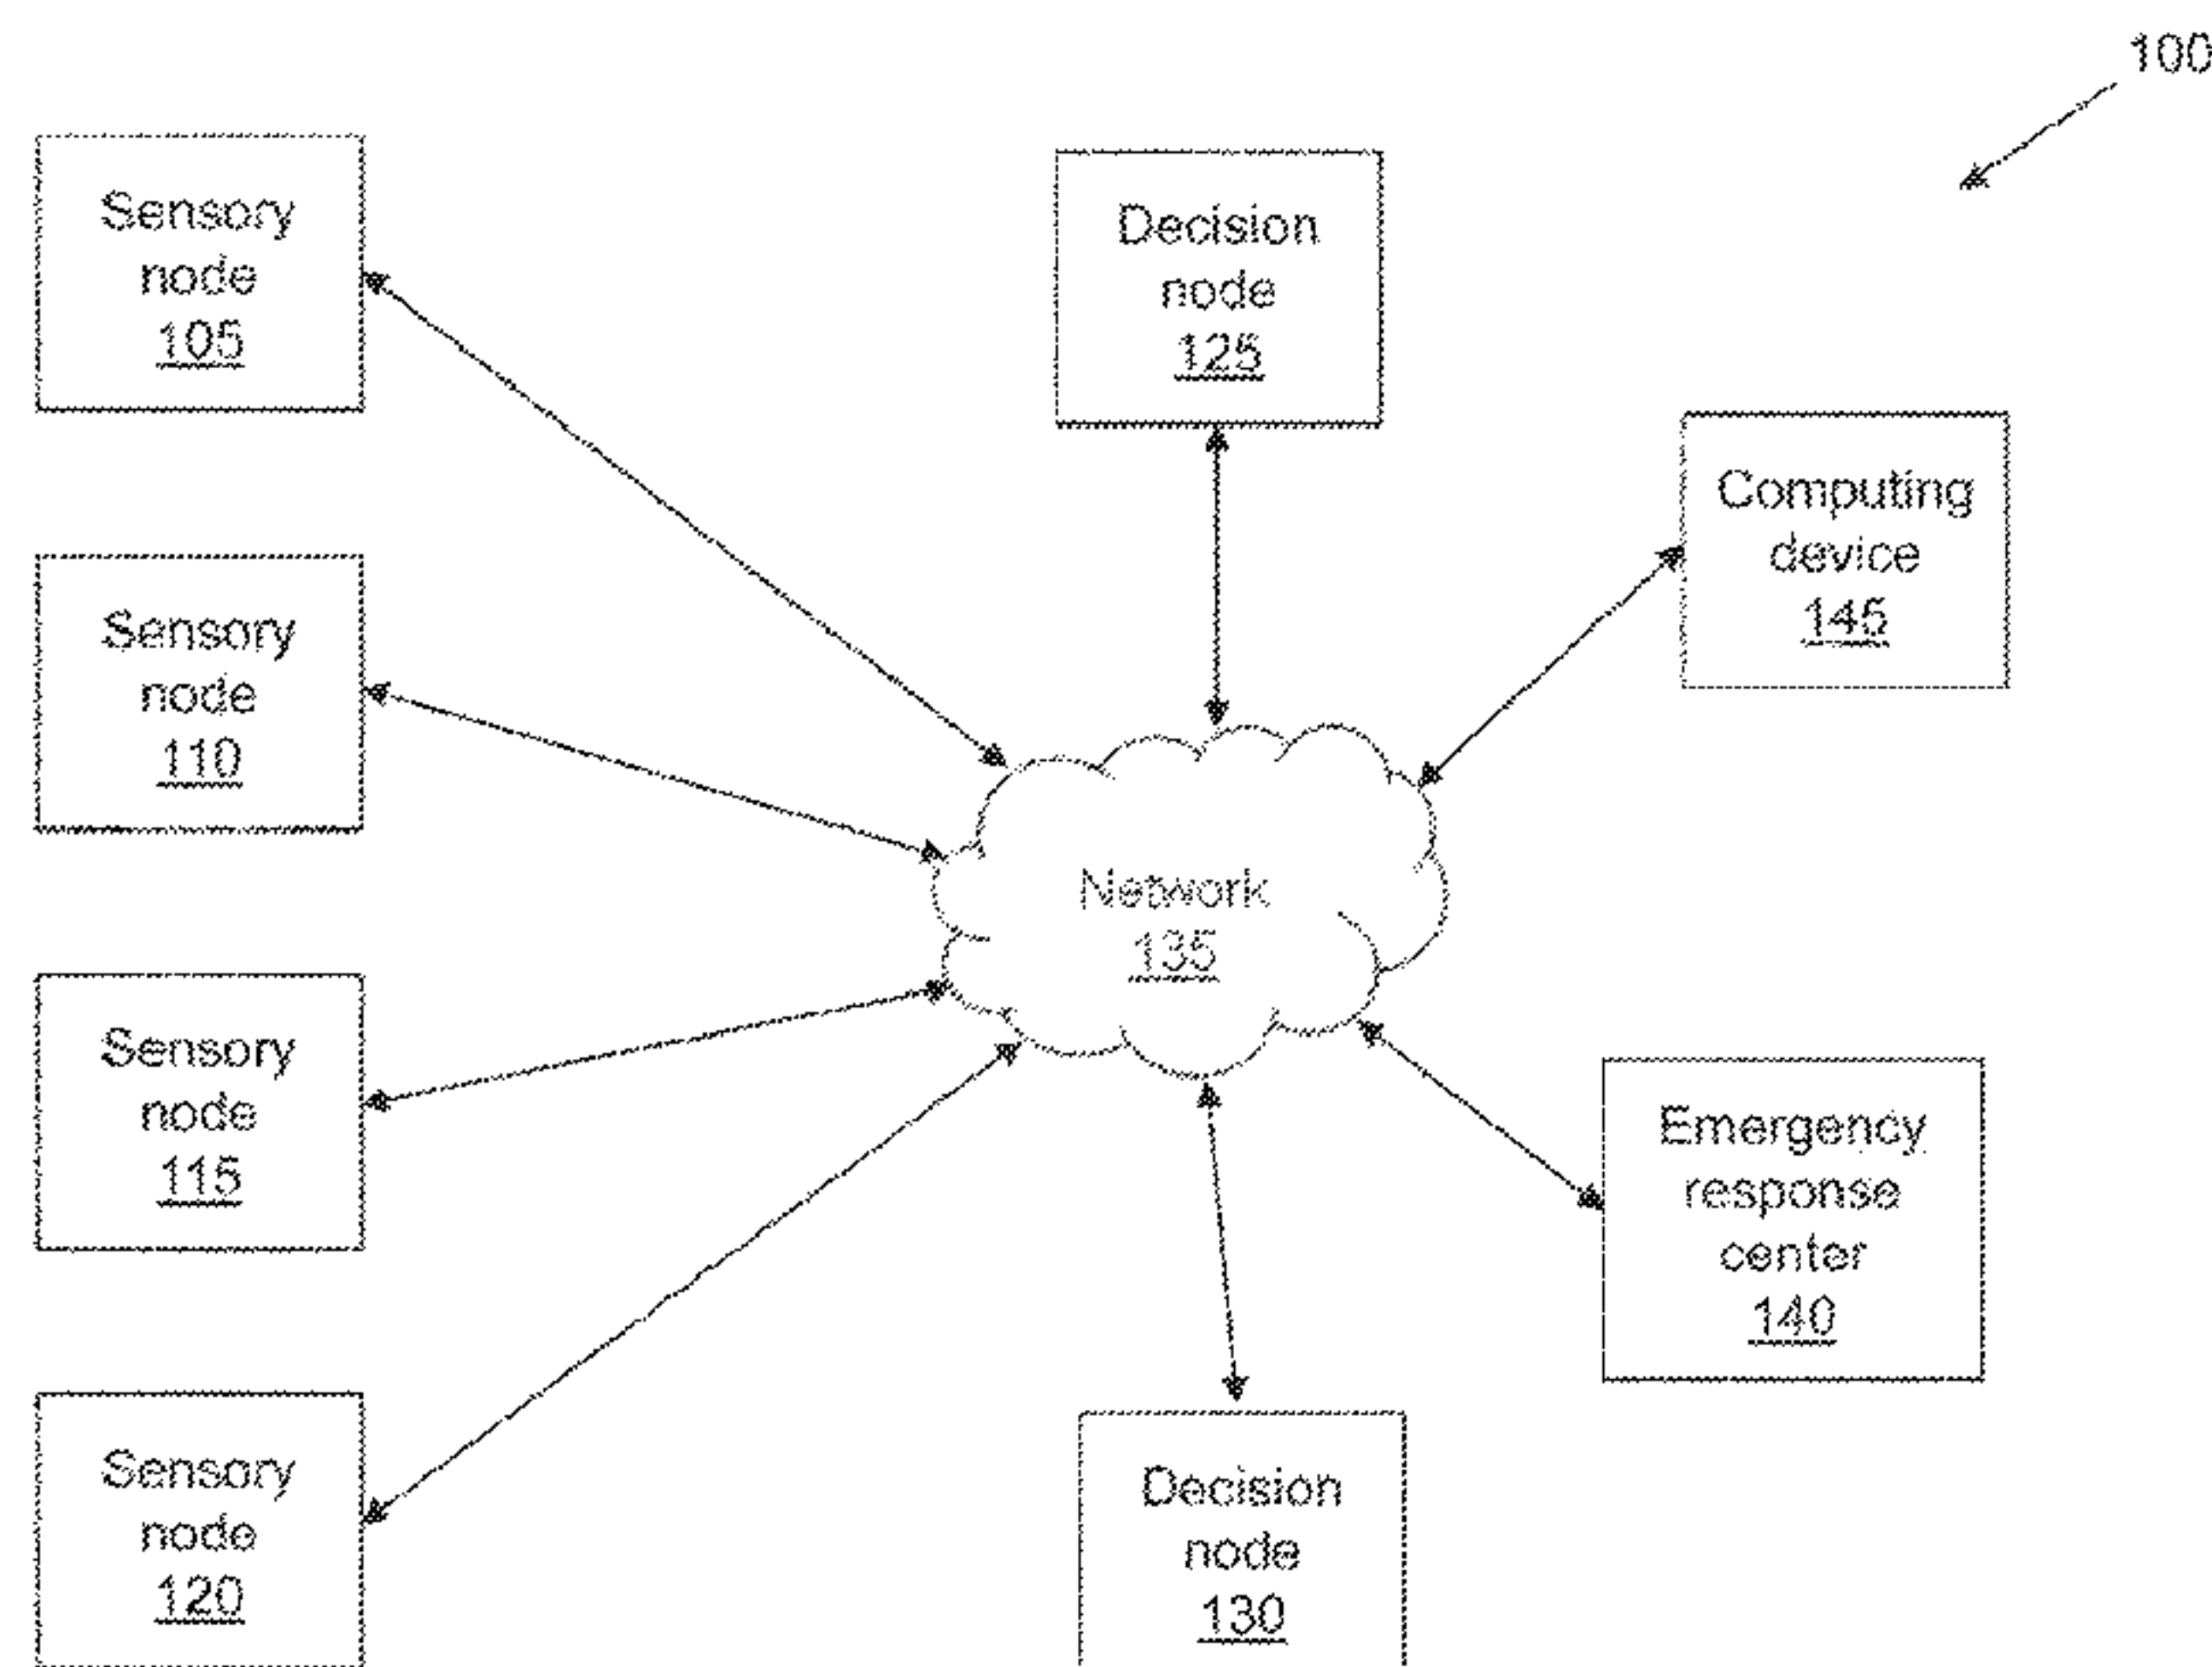 100
Sensory
node
105
Decision
node
125
Computing
device
145
Sensory
node
110
Network
135
Sensory
node
115
Emergency
response
center
140
Sensory
node
120
Decision
node
130